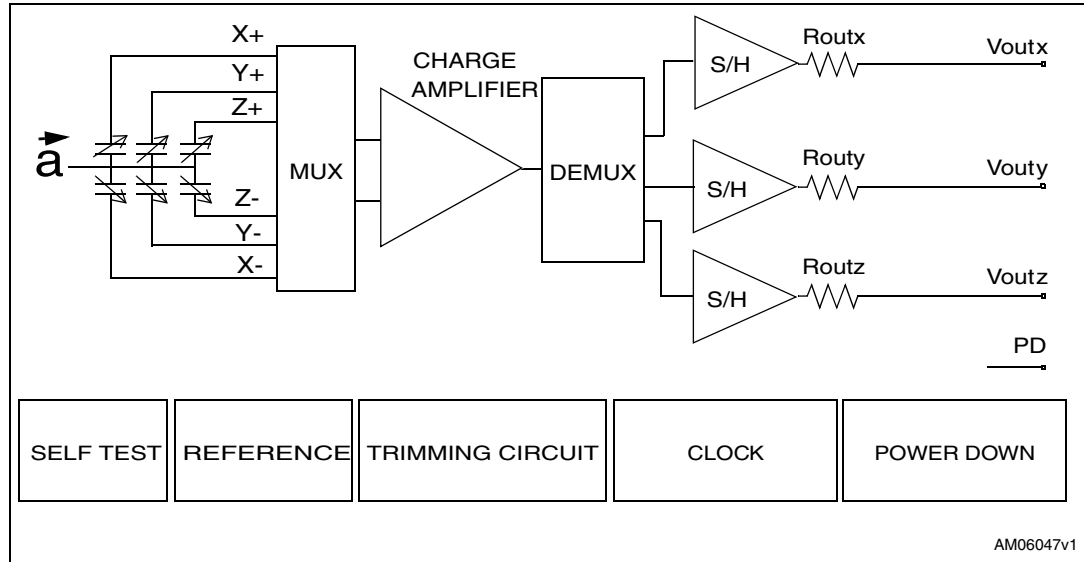 X+
Y+
Z+
a
Z-
Y-
X-
MUX
CHARGE
AMPLIFIER
DEMUX
S/H
Routx
Voutx
S/H
Routy
Vouty
S/H
Routz
Voutz
PD
SELF TEST
REFERENCE
TRIMMING CIRCUIT
CLOCK
POWER DOWN
AM06047v1